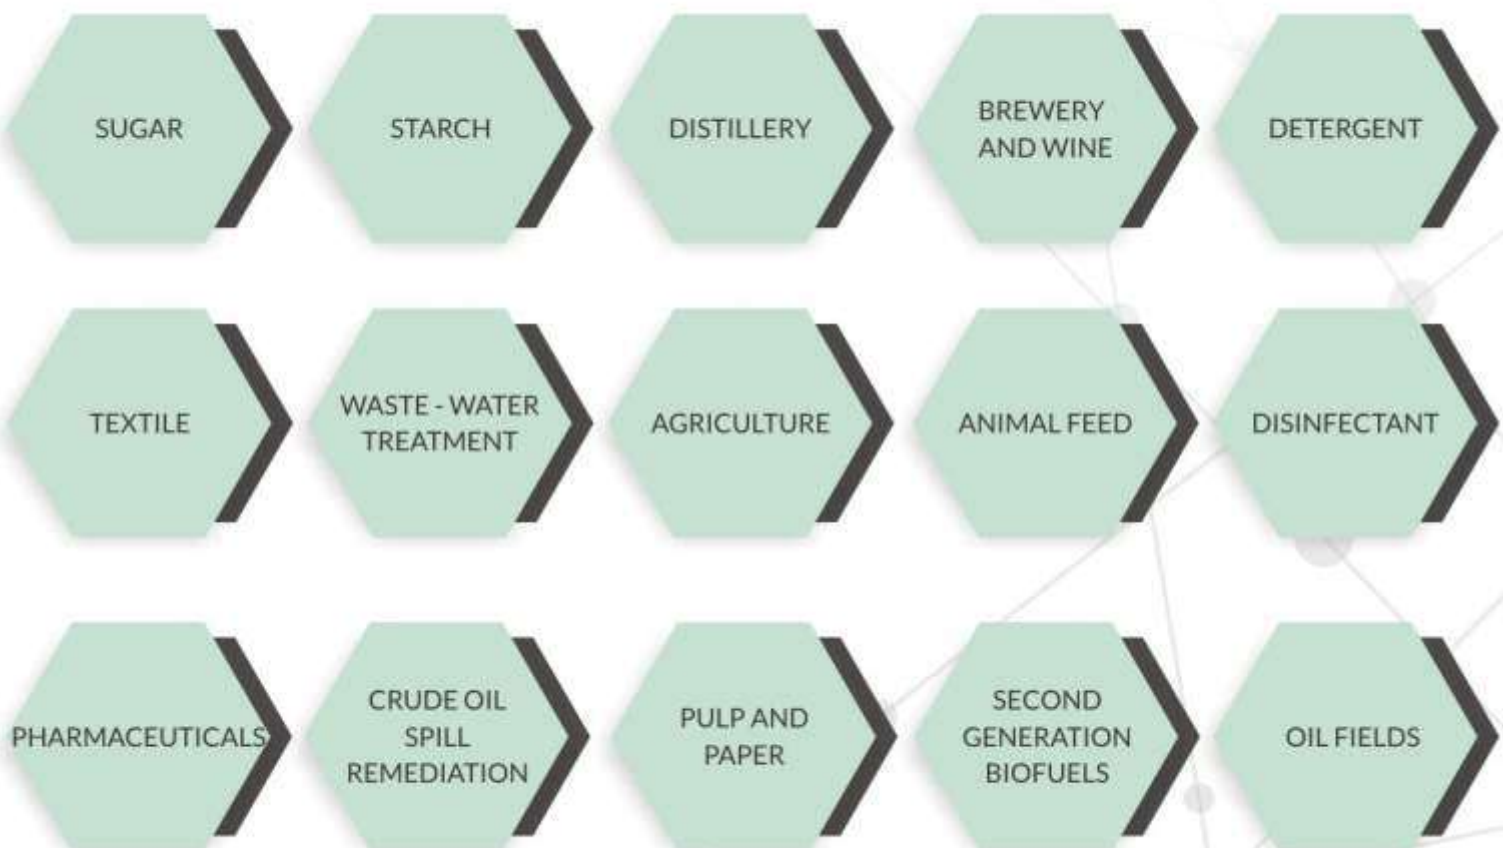 SUGAR
STARCH
DISTILLERY
BREWERY
AND WINE
DETERGENT
TEXTILE
WASTE - WATER
TREATMENT
AGRICULTURE
ANIMAL FEED
DISINFECTANT
PHARMACEUTICALS
CRUDE OIL
SPILL
REMEDIATION
PULP AND
PAPER
SECOND
GENERATION
BIOFUELS
OIL FIELDS